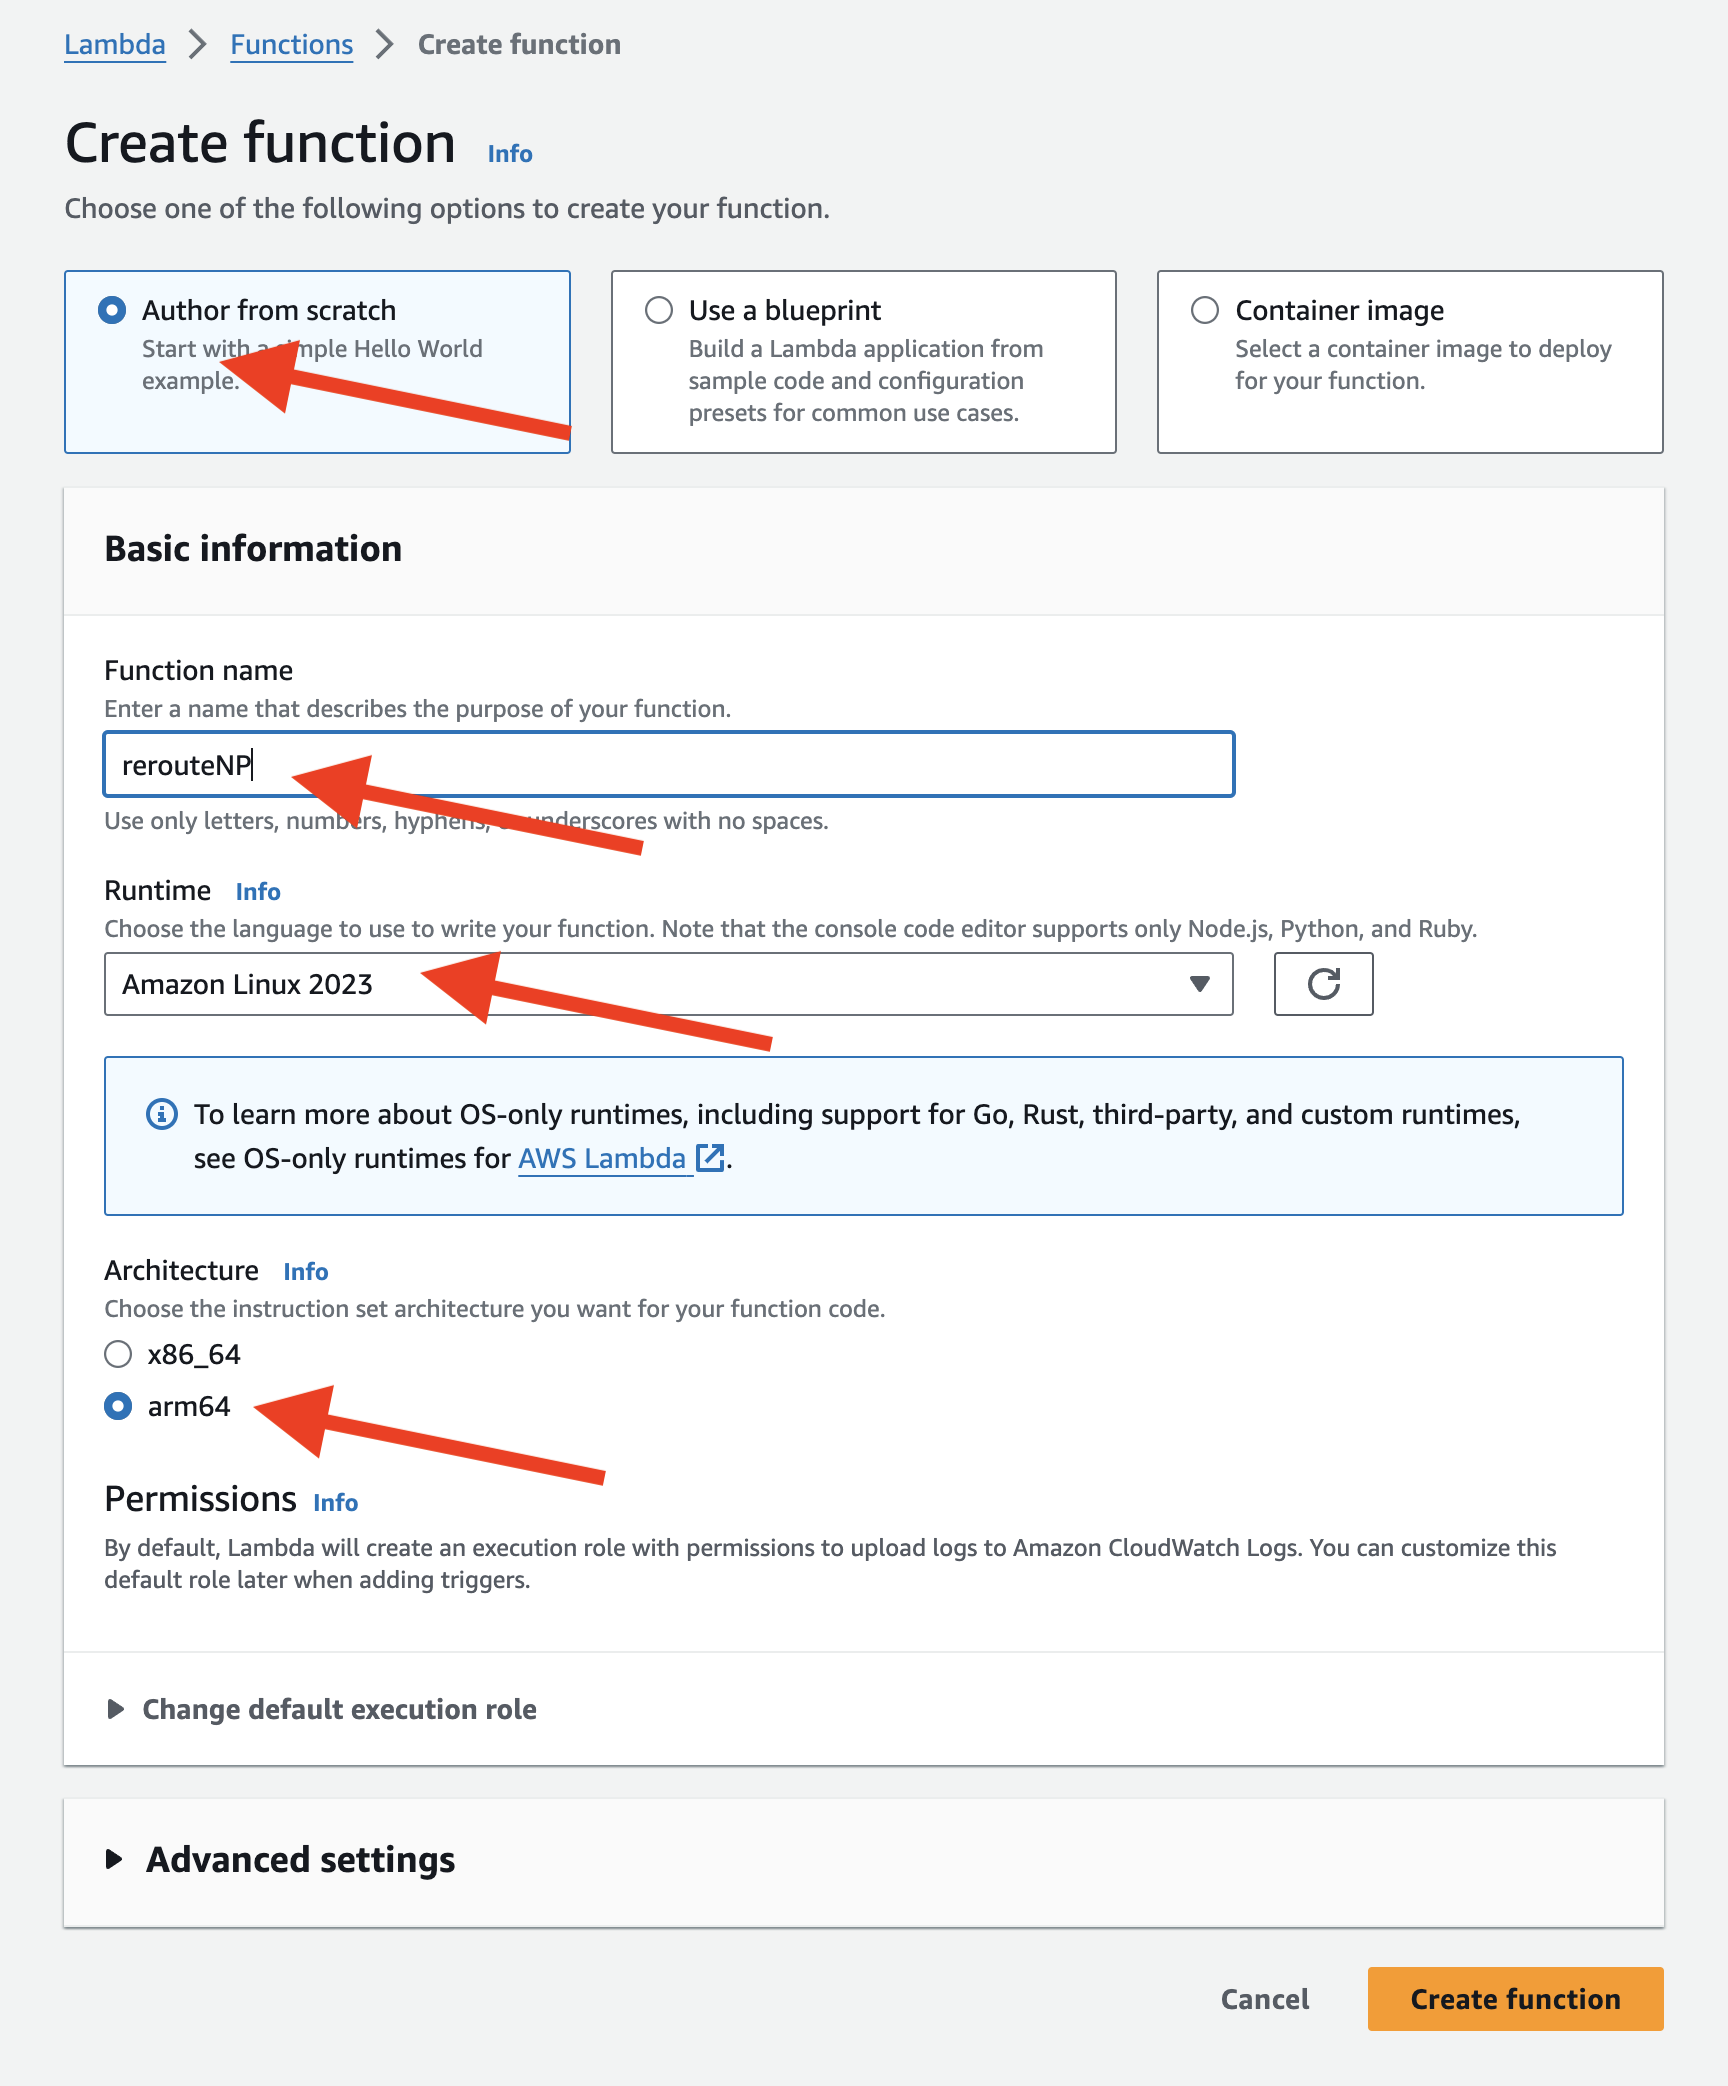 Lambda > Functions > Create function
Create function Info
Choose one of the following options to create your function.
Author from scratch
Start with a simple Hello World
example.
Use a blueprint
Build a Lambda application from
sample code and configuration
presets for common use cases.
Container image
Select a container image to deploy
for your function.
Basic information
Function name
Enter a name that describes the purpose of your function.
rerouteNP
Use only letters, numbers, hyphens, underscores with no spaces.
Runtime Info
Choose the language to use to write your function. Note that the console code editor supports only Node.js, Python, and Ruby.
Amazon Linux 2023
To learn more about OS-only runtimes, including support for Go, Rust, third-party, and custom runtimes,
see OS-only runtimes for AWS Lambda.
Architecture Info
Choose the instruction set architecture you want for your function code.
x86_64
arm64
Permissions Info
By default, Lambda will create an execution role with permissions to upload logs to Amazon CloudWatch Logs. You can customize this
default role later when adding triggers.
Change default execution role
Advanced settings
Cancel
Create function